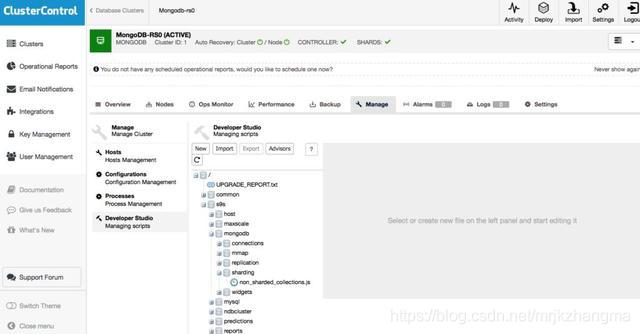 ClusterControl
Database Clusters
Mongodb-rs0
Activity
Deploy
Import
Settings
Logou
MongoDB-RS0 (ACTIVE)
MONGODB CLUSTER ID: 1 Auto Recovery: Cluster / Node CONTROLLER: SHARDS:
You do not have any scheduled operational reports, would you like to schedule one now?
Never show again
Clusters
Operational Reports
Email Notifications
Integrations
Key Management
User Management
Documentation
Give us Feedback
What's New
Support Forum
Switch Theme
Close menu
Overview
Nodes
Ops Monitor
Performance
Backup
Manage
Alarms 0
Logs 0
Settings
Manage
Manage Cluster
Hosts
Hosts Management
Configurations
Configuration Management
Processes
Process Management
Developer Studio
Managing scripts
Developer Studio
Managing scripts
New
Import
Export
Advisors
?
/
UPGRADE_REPORT.txt
common
s9s
host
maxscale
mongodb
connections
mmap
replication
sharding
non_sharded_collections.js
widgets
mysql
ndbcluster
predictions
reports
Select or create new file on the left panel and start editing it
https://blog.csdn.net/mrjkzhangma